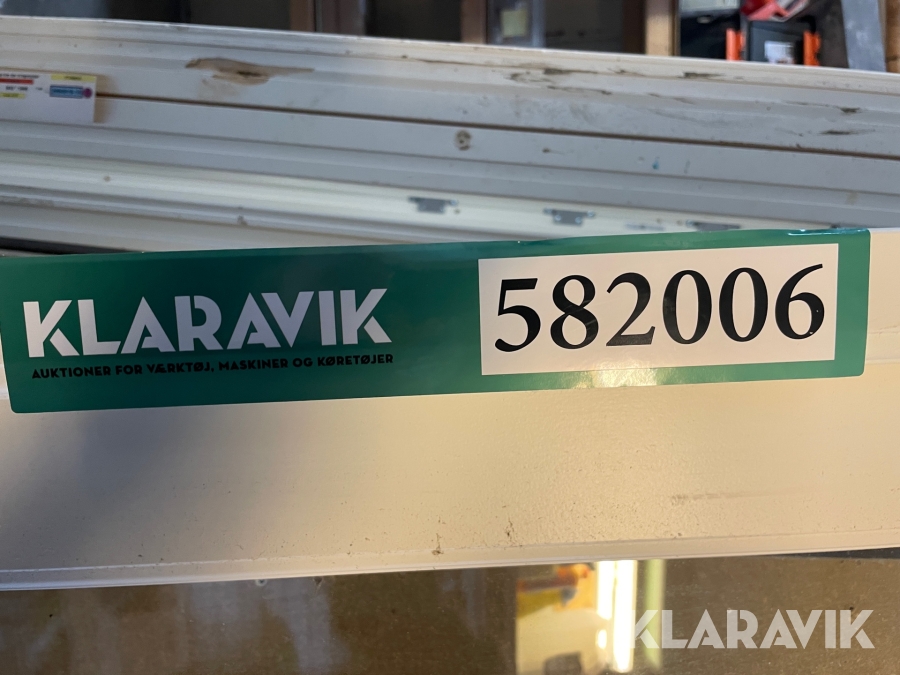 KLARAVIK
AUKTIONER FOR VÆRKTØJ, MASKINER OG KØRETØJER
582006
KLARAVIK